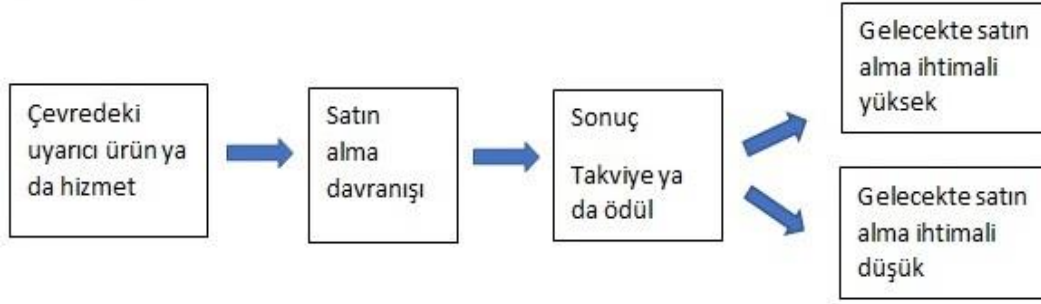 Çevredeki
uyarıcı ürün ya
da hizmet
Satın
alma
davranışı
Sonuç
Takviye ya
da ödül
Gelecekte satın
alma ihtimali
yüksek
Gelecekte satın
alma ihtimali
düşük